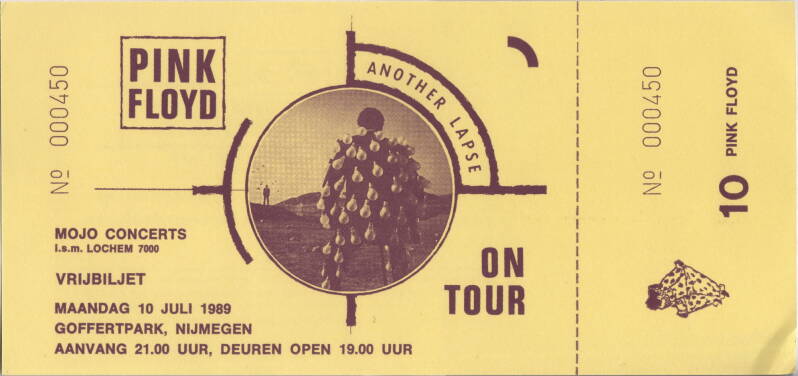 PINK
FLOYD
Nº 000450
ANOTHER LAPSE
ON
TOUR
MOJO CONCERTS
i.s.m. LOCHEM 7000
VRIJBILJET
MAANDAG 10 JULI 1989
GOFFERTPARK, NIJMEGEN
AANVANG 21.00 UUR, DEUREN OPEN 19.00 UUR
Nº 000450
10 PINK FLOYD